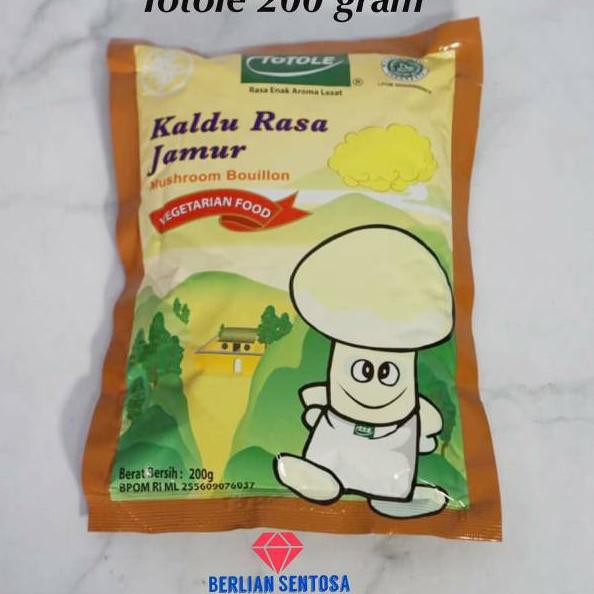 Totole 200 gram
TOTOLE
®
Rasa Enak Aroma Lezat
Kaldu Rasa
Jamur
Mushroom Bouillon
VEGETARIAN FOOD
Berat Bersih : 200g
BPOM RI ML 255609076037
BERLIAN SENTOSA